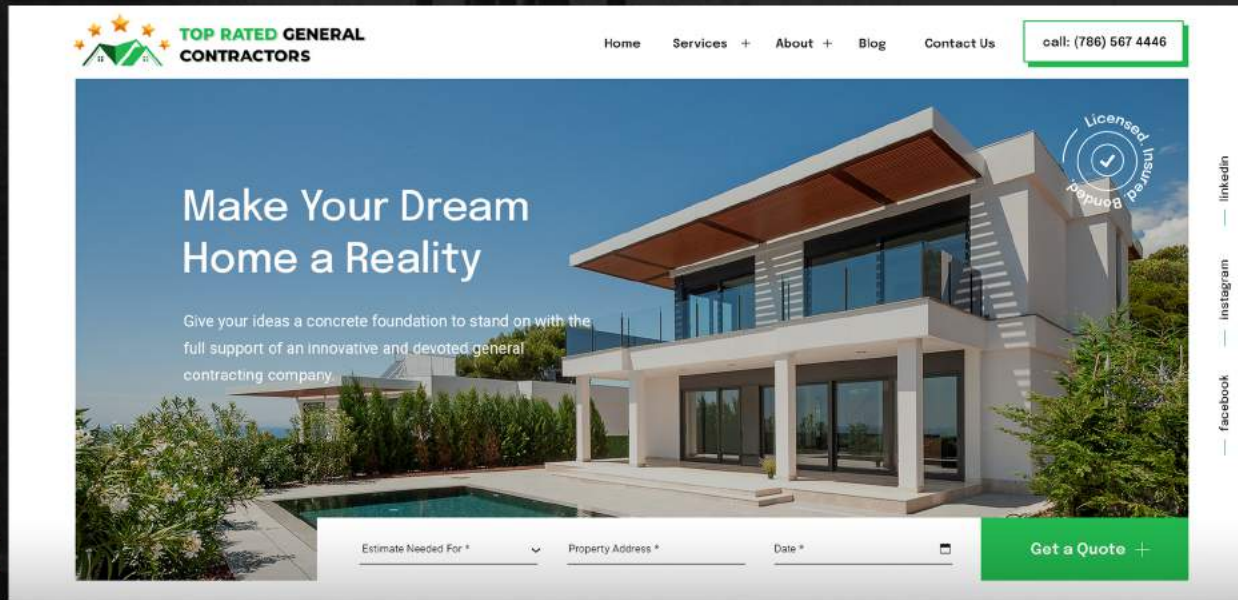 TOP RATED GENERAL
CONTRACTORS
Home
Services +
About +
Blog
Contact Us
call: (786) 567 4446
Licensed. Insured. Bonded.
Make Your Dream
Home a Reality
Give your ideas a concrete foundation to stand on with the
full support of an innovative and devoted general
contracting company.
linkedin
instagram
facebook
Estimate Needed For *
Property Address *
Date *
Get a Quote +